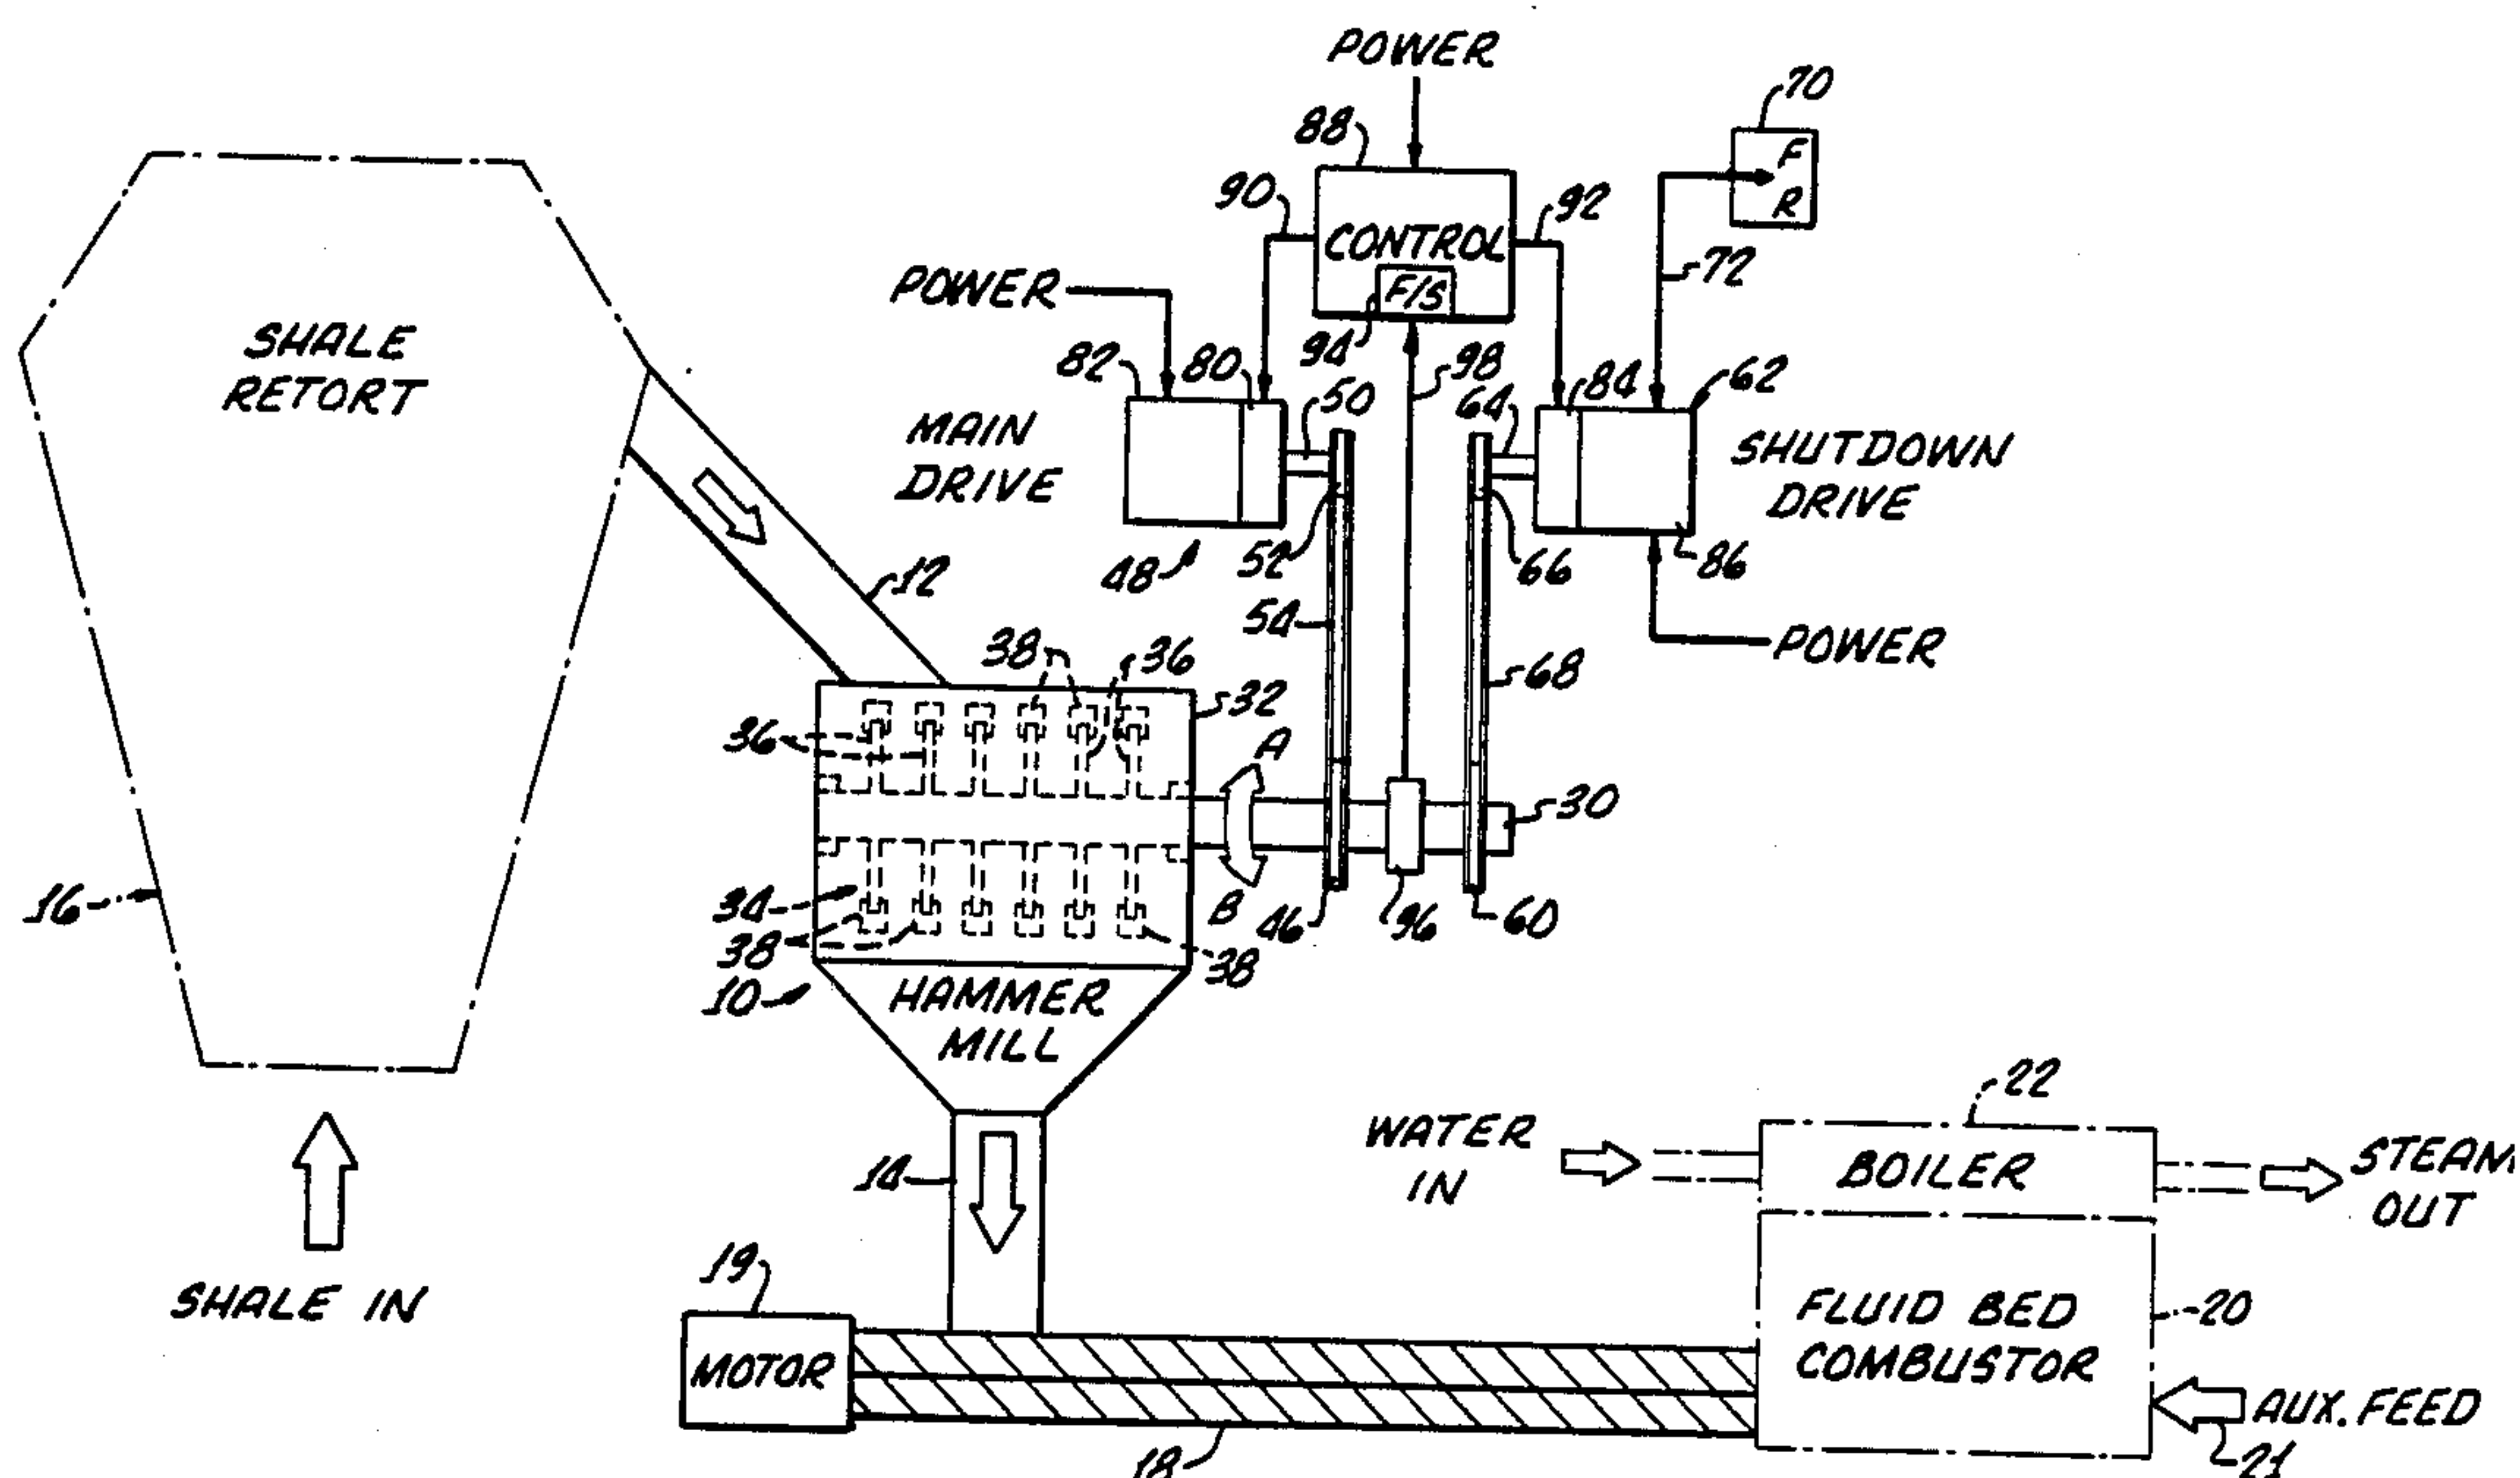 POWER
70
88
F
R
90
CONTROL
92
F/S
72
POWER
94
98
82
80
50
64
84
62
SHALE
RETORT
MAIN
DRIVE
SHUTDOWN
DRIVE
48
52
66
86
12
54
POWER
38
36
32
68
36
A
30
34
B
46
96
60
38
38
16
10
HAMMER
MILL
22
WATER
IN
BOILER
STEAM
OUT
14
19
SHALE IN
FLUID BED
COMBUSTOR
20
MOTOR
AUX. FEED
18
21